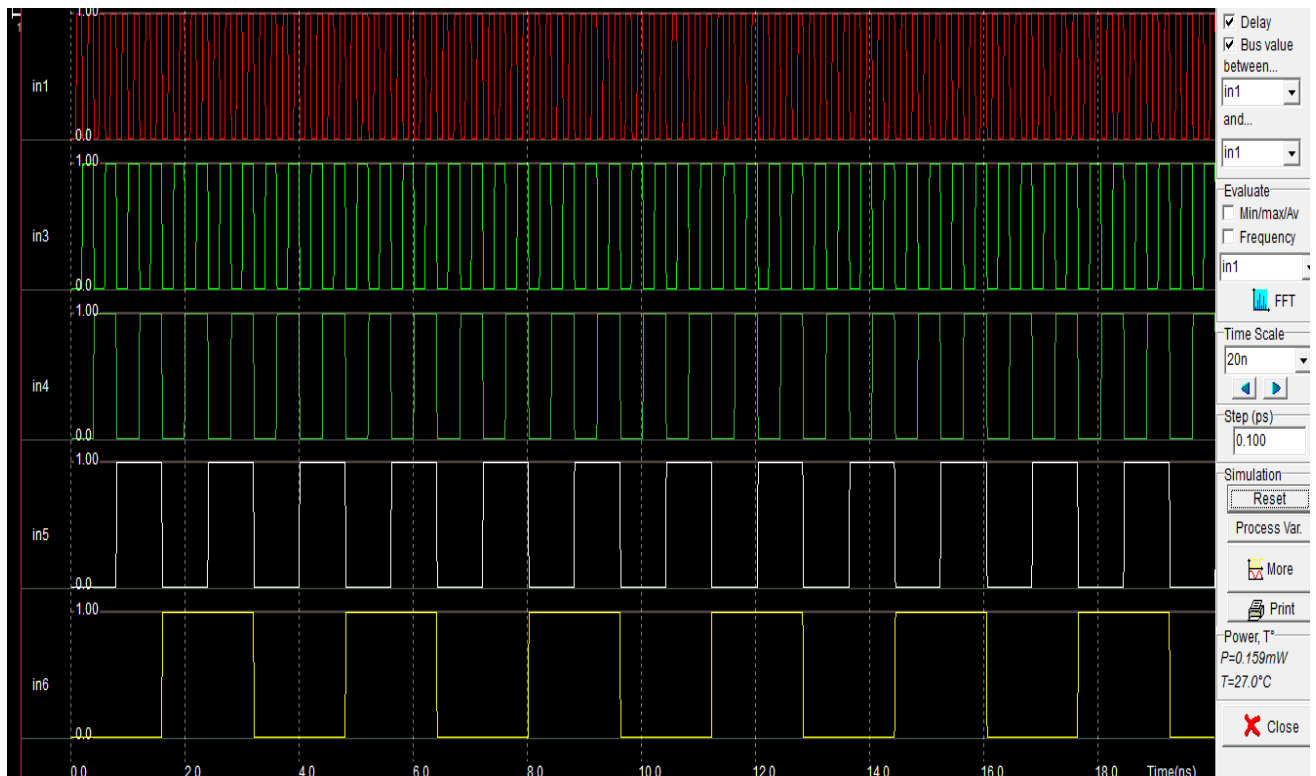 1.00
in1
0.0
1.00
in3
0.0
1.00
in4
0.0
1.00
in5
0.0
1.00
in6
0.0
0.0 2.0 4.0 6.0 8.0 10.0 12.0 14.0 16.0 18.0 Time(ns)
Delay
Bus value
between...
in1
and...
in1
Evaluate
Min/max/Av
Frequency
in1
FFT
Time Scale
20n
Step (ps)
0.100
Simulation
Reset
Process Var.
More
Print
Power, T°
P=0.159mW
T=27.0°C
Close